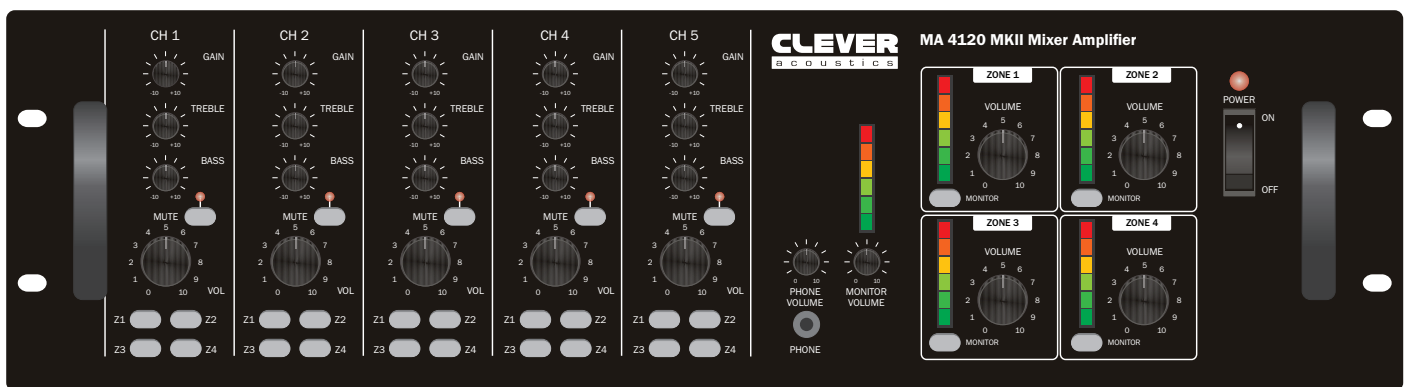 CH 1
GAIN
-10 +10
TREBLE
-10 +10
BASS
-10 +10
MUTE
0 1 2 3 4 5 6 7 8 9 10
VOL
Z1 Z2
Z3 Z4
CH 2
GAIN
-10 +10
TREBLE
-10 +10
BASS
-10 +10
MUTE
0 1 2 3 4 5 6 7 8 9 10
VOL
Z1 Z2
Z3 Z4
CH 3
GAIN
-10 +10
TREBLE
-10 +10
BASS
-10 +10
MUTE
0 1 2 3 4 5 6 7 8 9 10
VOL
Z1 Z2
Z3 Z4
CH 4
GAIN
-10 +10
TREBLE
-10 +10
BASS
-10 +10
MUTE
0 1 2 3 4 5 6 7 8 9 10
VOL
Z1 Z2
Z3 Z4
CH 5
GAIN
-10 +10
TREBLE
-10 +10
BASS
-10 +10
MUTE
0 1 2 3 4 5 6 7 8 9 10
VOL
Z1 Z2
Z3 Z4
CLEVER
acoustics
PHONE
VOLUME
MONITOR
VOLUME
PHONE
MA 4120 MKII Mixer Amplifier
ZONE 1
VOLUME
0 1 2 3 4 5 6 7 8 9 10
MONITOR
ZONE 2
VOLUME
0 1 2 3 4 5 6 7 8 9 10
MONITOR
ZONE 3
VOLUME
0 1 2 3 4 5 6 7 8 9 10
MONITOR
ZONE 4
VOLUME
0 1 2 3 4 5 6 7 8 9 10
MONITOR
POWER
ON
OFF